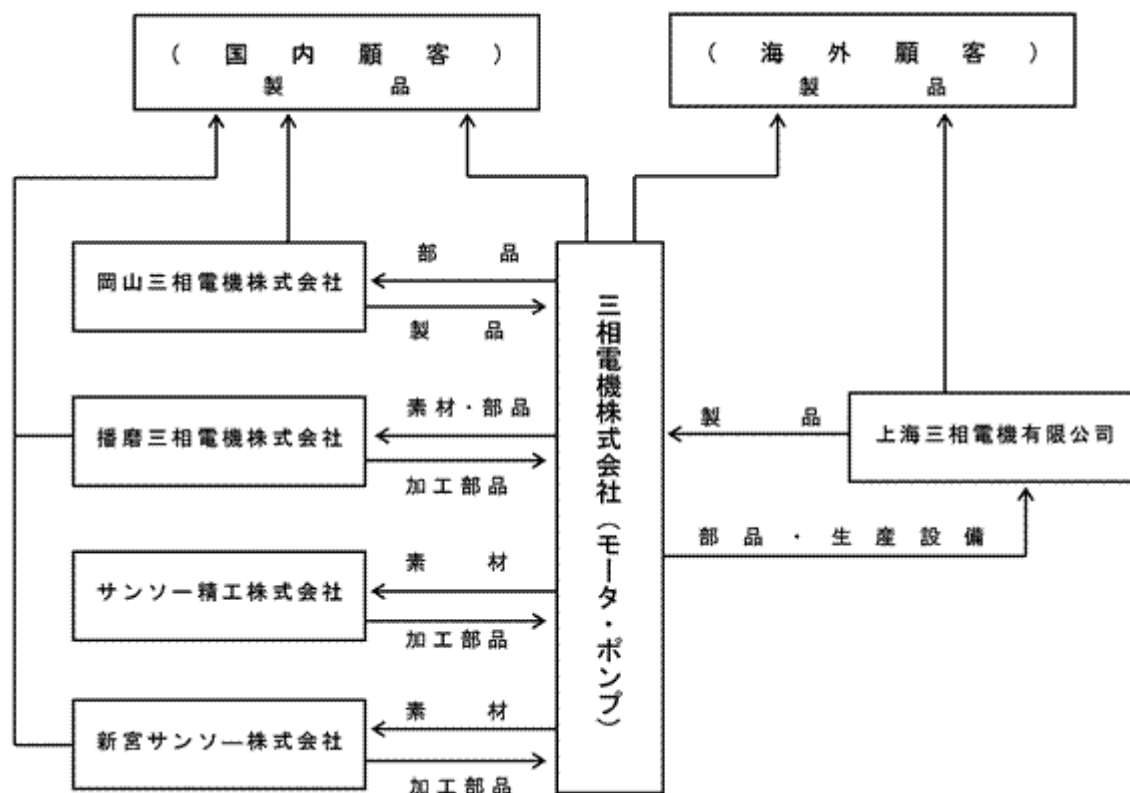 （国内顧客）
製品
（海外顧客）
製品
岡山三相電機株式会社
部品
製品
播磨三相電機株式会社
素材・部品
加工部品
サンソー精工株式会社
素材
加工部品
新宮サンソー株式会社
素材
加工部品
三相電機株式会社（モータ・ポンプ）
製品
上海三相電機有限公司
部品・生産設備